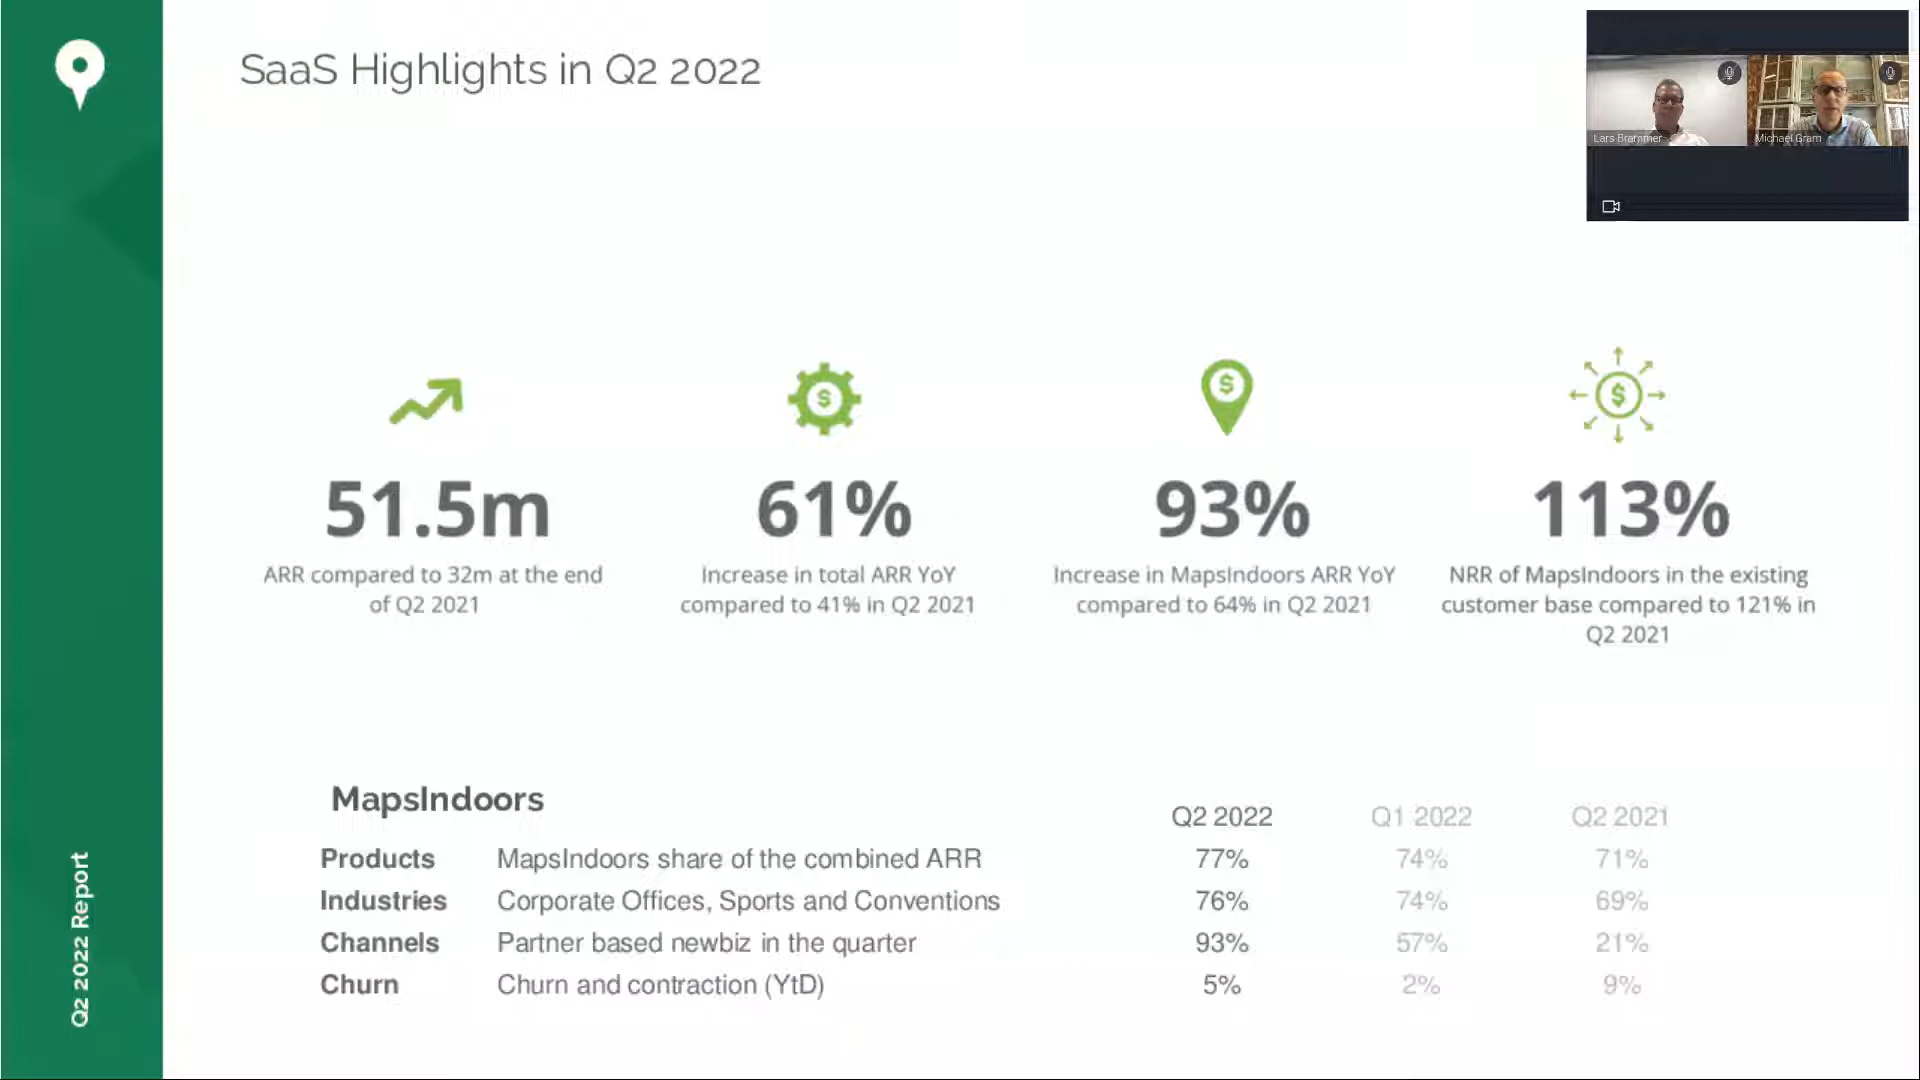 SaaS Highlights in Q2 2022
Lars Brammer
Michael Gram
51.5m
ARR compared to 32m at the end
of Q2 2021
61%
Increase in total ARR YoY
compared to 41% in Q2 2021
93%
Increase in MapsIndoors ARR YoY
compared to 64% in Q2 2021
113%
NRR of MapsIndoors in the existing
customer base compared to 121% in
Q2 2021
MapsIndoors
Q2 2022 Q1 2022 Q2 2021
Products MapsIndoors share of the combined ARR 77% 74% 71%
Industries Corporate Offices, Sports and Conventions 76% 74% 69%
Channels Partner based newbiz in the quarter 93% 57% 21%
Churn Churn and contraction (YtD) 5% 2% 9%
Q2 2022 Report